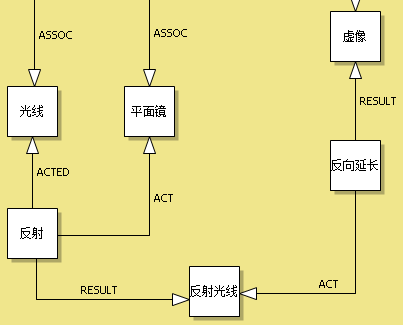 虚像
ASSOC
ASSOC
RESULT
光线
平面镜
反向延长
ACTED
ACT
反射
RESULT
反射光线
ACT